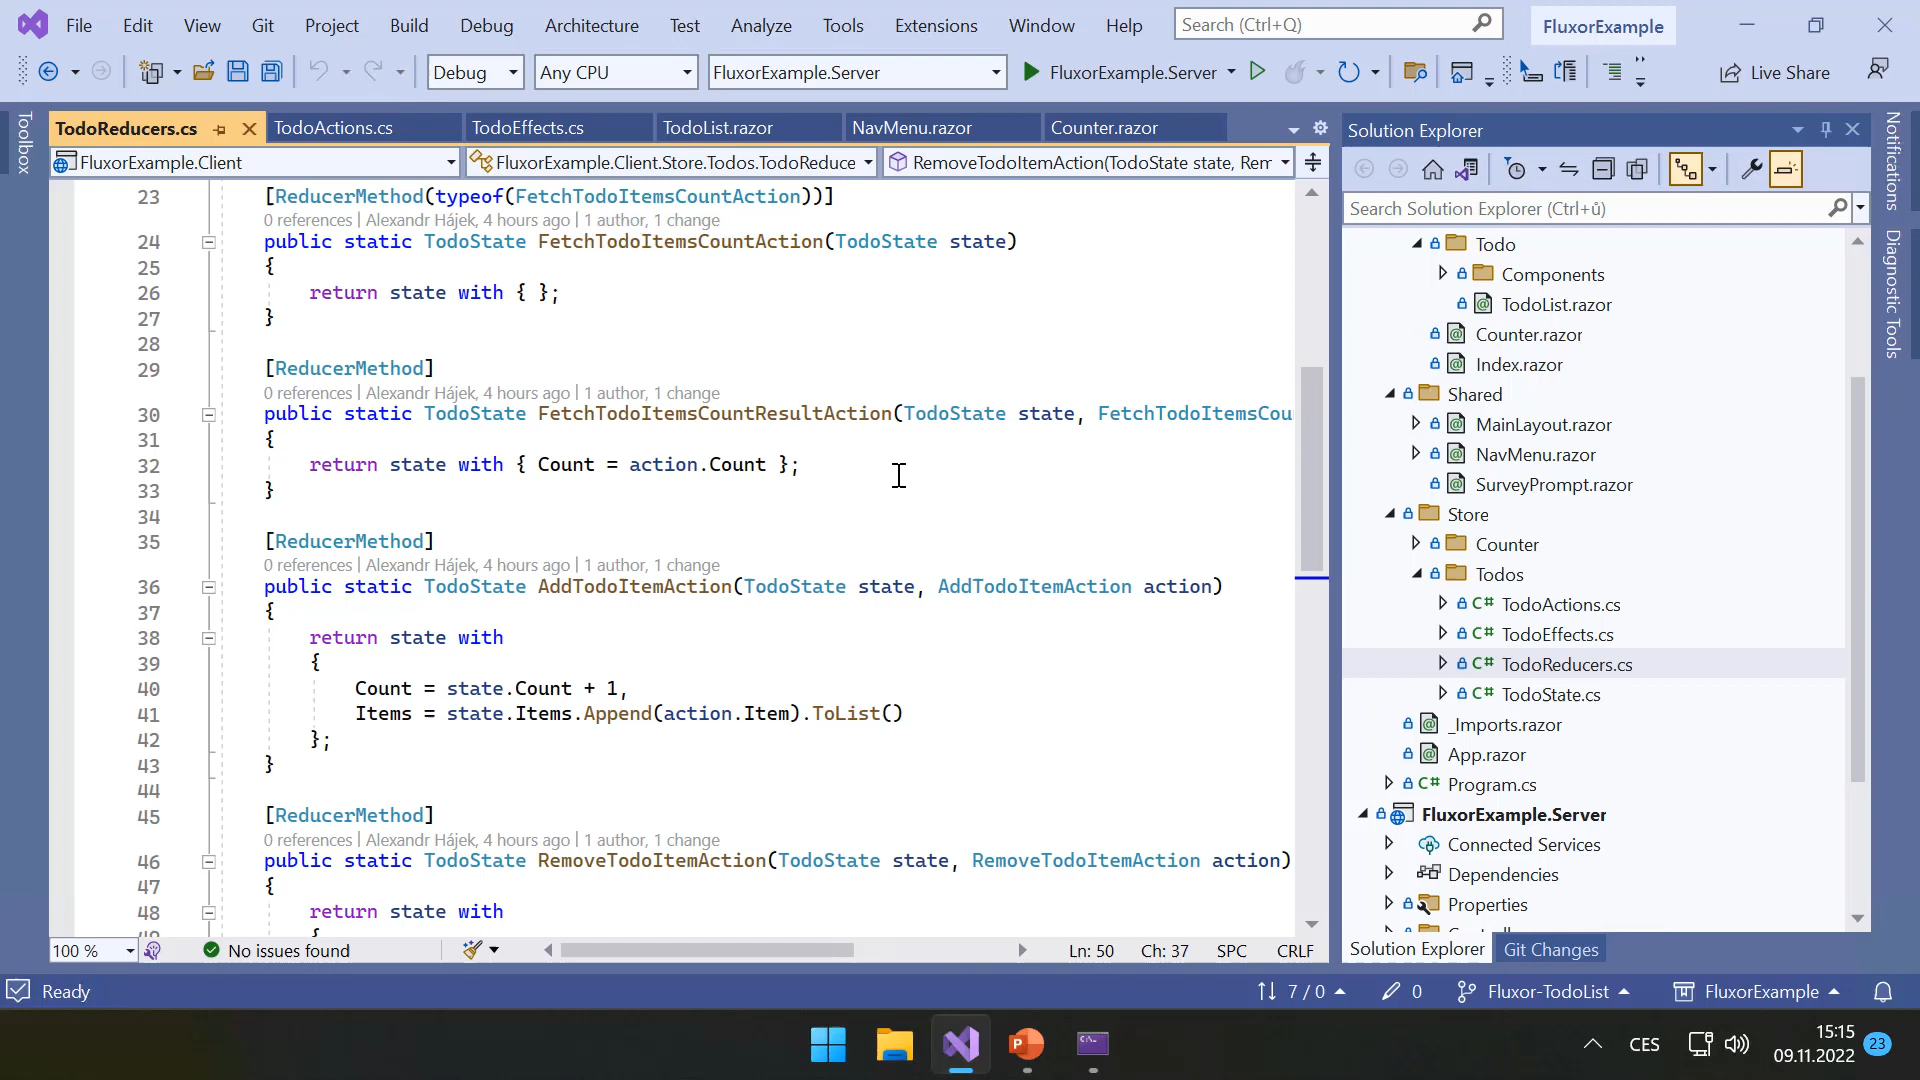 File Edit View Git Project Build Debug Architecture Test Analyze Tools Extensions Window Help Search (Ctrl+Q) FluxorExample
Debug Any CPU FluxorExample.Server FluxorExample.Server Live Share
Toolbox
TodoReducers.cs TodoActions.cs TodoEffects.cs TodoList.razor NavMenu.razor Counter.razor
FluxorExample.Client FluxorExample.Client.Store.Todos.TodoReduce RemoveTodoItemAction(TodoState state, Rem
23 [ReducerMethod(typeof(FetchTodoItemsCountAction))]
0 references | Alexandr Hájek, 4 hours ago | 1 author, 1 change
24 public static TodoState FetchTodoItemsCountAction(TodoState state)
25 {
26 return state with { };
27 }
28
29 [ReducerMethod]
0 references | Alexandr Hájek, 4 hours ago | 1 author, 1 change
30 public static TodoState FetchTodoItemsCountResultAction(TodoState state, FetchTodoItemsCou
31 {
32 return state with { Count = action.Count };
33 }
34
35 [ReducerMethod]
0 references | Alexandr Hájek, 4 hours ago | 1 author, 1 change
36 public static TodoState AddTodoItemAction(TodoState state, AddTodoItemAction action)
37 {
38 return state with
39 {
40 Count = state.Count + 1,
41 Items = state.Items.Append(action.Item).ToList()
42 };
43 }
44
45 [ReducerMethod]
0 references | Alexandr Hájek, 4 hours ago | 1 author, 1 change
46 public static TodoState RemoveTodoItemAction(TodoState state, RemoveTodoItemAction action)
47 {
48 return state with
100 % No issues found Ln: 50 Ch: 37 SPC CRLF
Solution Explorer
Search Solution Explorer (Ctrl+ů)
Todo
Components
TodoList.razor
Counter.razor
Index.razor
Shared
MainLayout.razor
NavMenu.razor
SurveyPrompt.razor
Store
Counter
Todos
C# TodoActions.cs
C# TodoEffects.cs
C# TodoReducers.cs
C# TodoState.cs
_Imports.razor
App.razor
C# Program.cs
FluxorExample.Server
Connected Services
Dependencies
Properties
Solution Explorer Git Changes
Notifications
Diagnostic Tools
Ready 7 / 0 0 Fluxor-TodoList FluxorExample
CES 15:15
09.11.2022 23